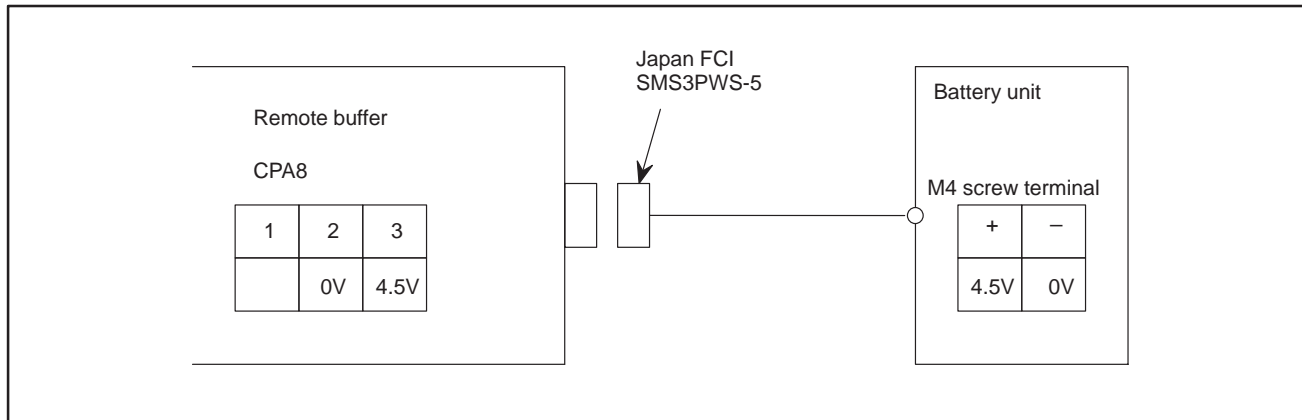 Japan FCI
SMS3PWS-5
Remote buffer
CPA8
1 2 3
0V 4.5V
Battery unit
M4 screw terminal
+ −
4.5V 0V